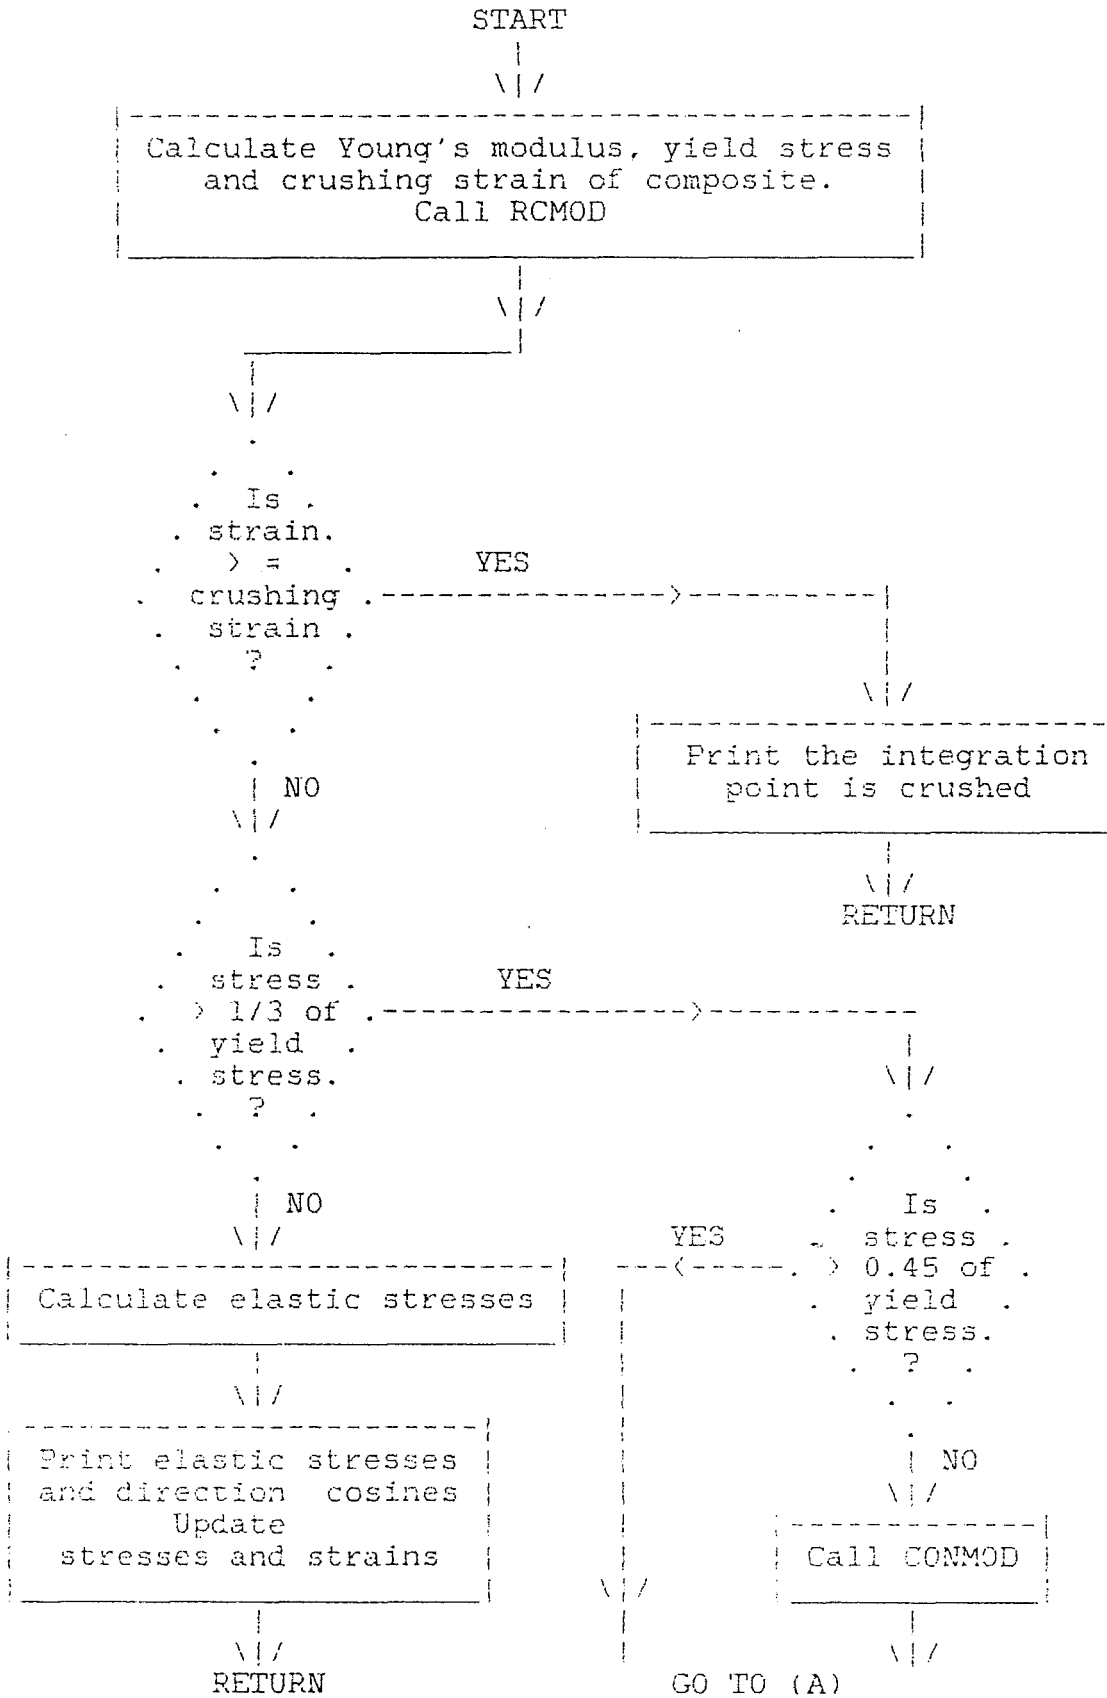 START
Calculate Young's modulus, yield stress
and crushing strain of composite.
Call RCMOD
Is
strain.
> =
crushing
strain
?
YES
NO
Print the integration
point is crushed
RETURN
Is
stress
> 1/3 of
yield
stress.
?
YES
NO
Is
stress
> 0.45 of
yield
stress.
?
YES
NO
Calculate elastic stresses
Print elastic stresses
and direction cosines
Update
stresses and strains
Call CONMOD
RETURN
GO TO (A)